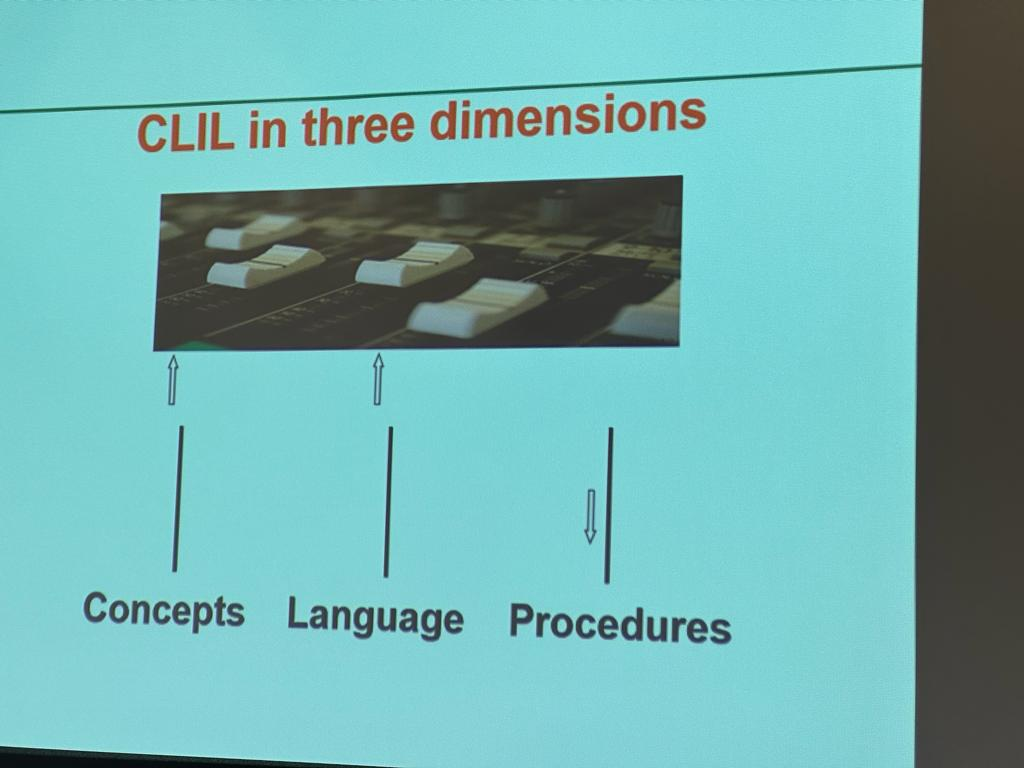 CLIL in three dimensions
Concepts Language Procedures